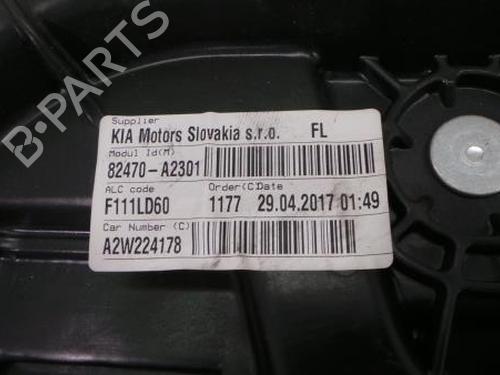 Supplier
KIA Motors Slovakia s.r.o. FL
Modul Id(M)
82470-A2301
ALC code Order(C)Date
F111LD60 1177 29.04.2017 01:49
Car Number (C)
A2W224178
B-PARTS